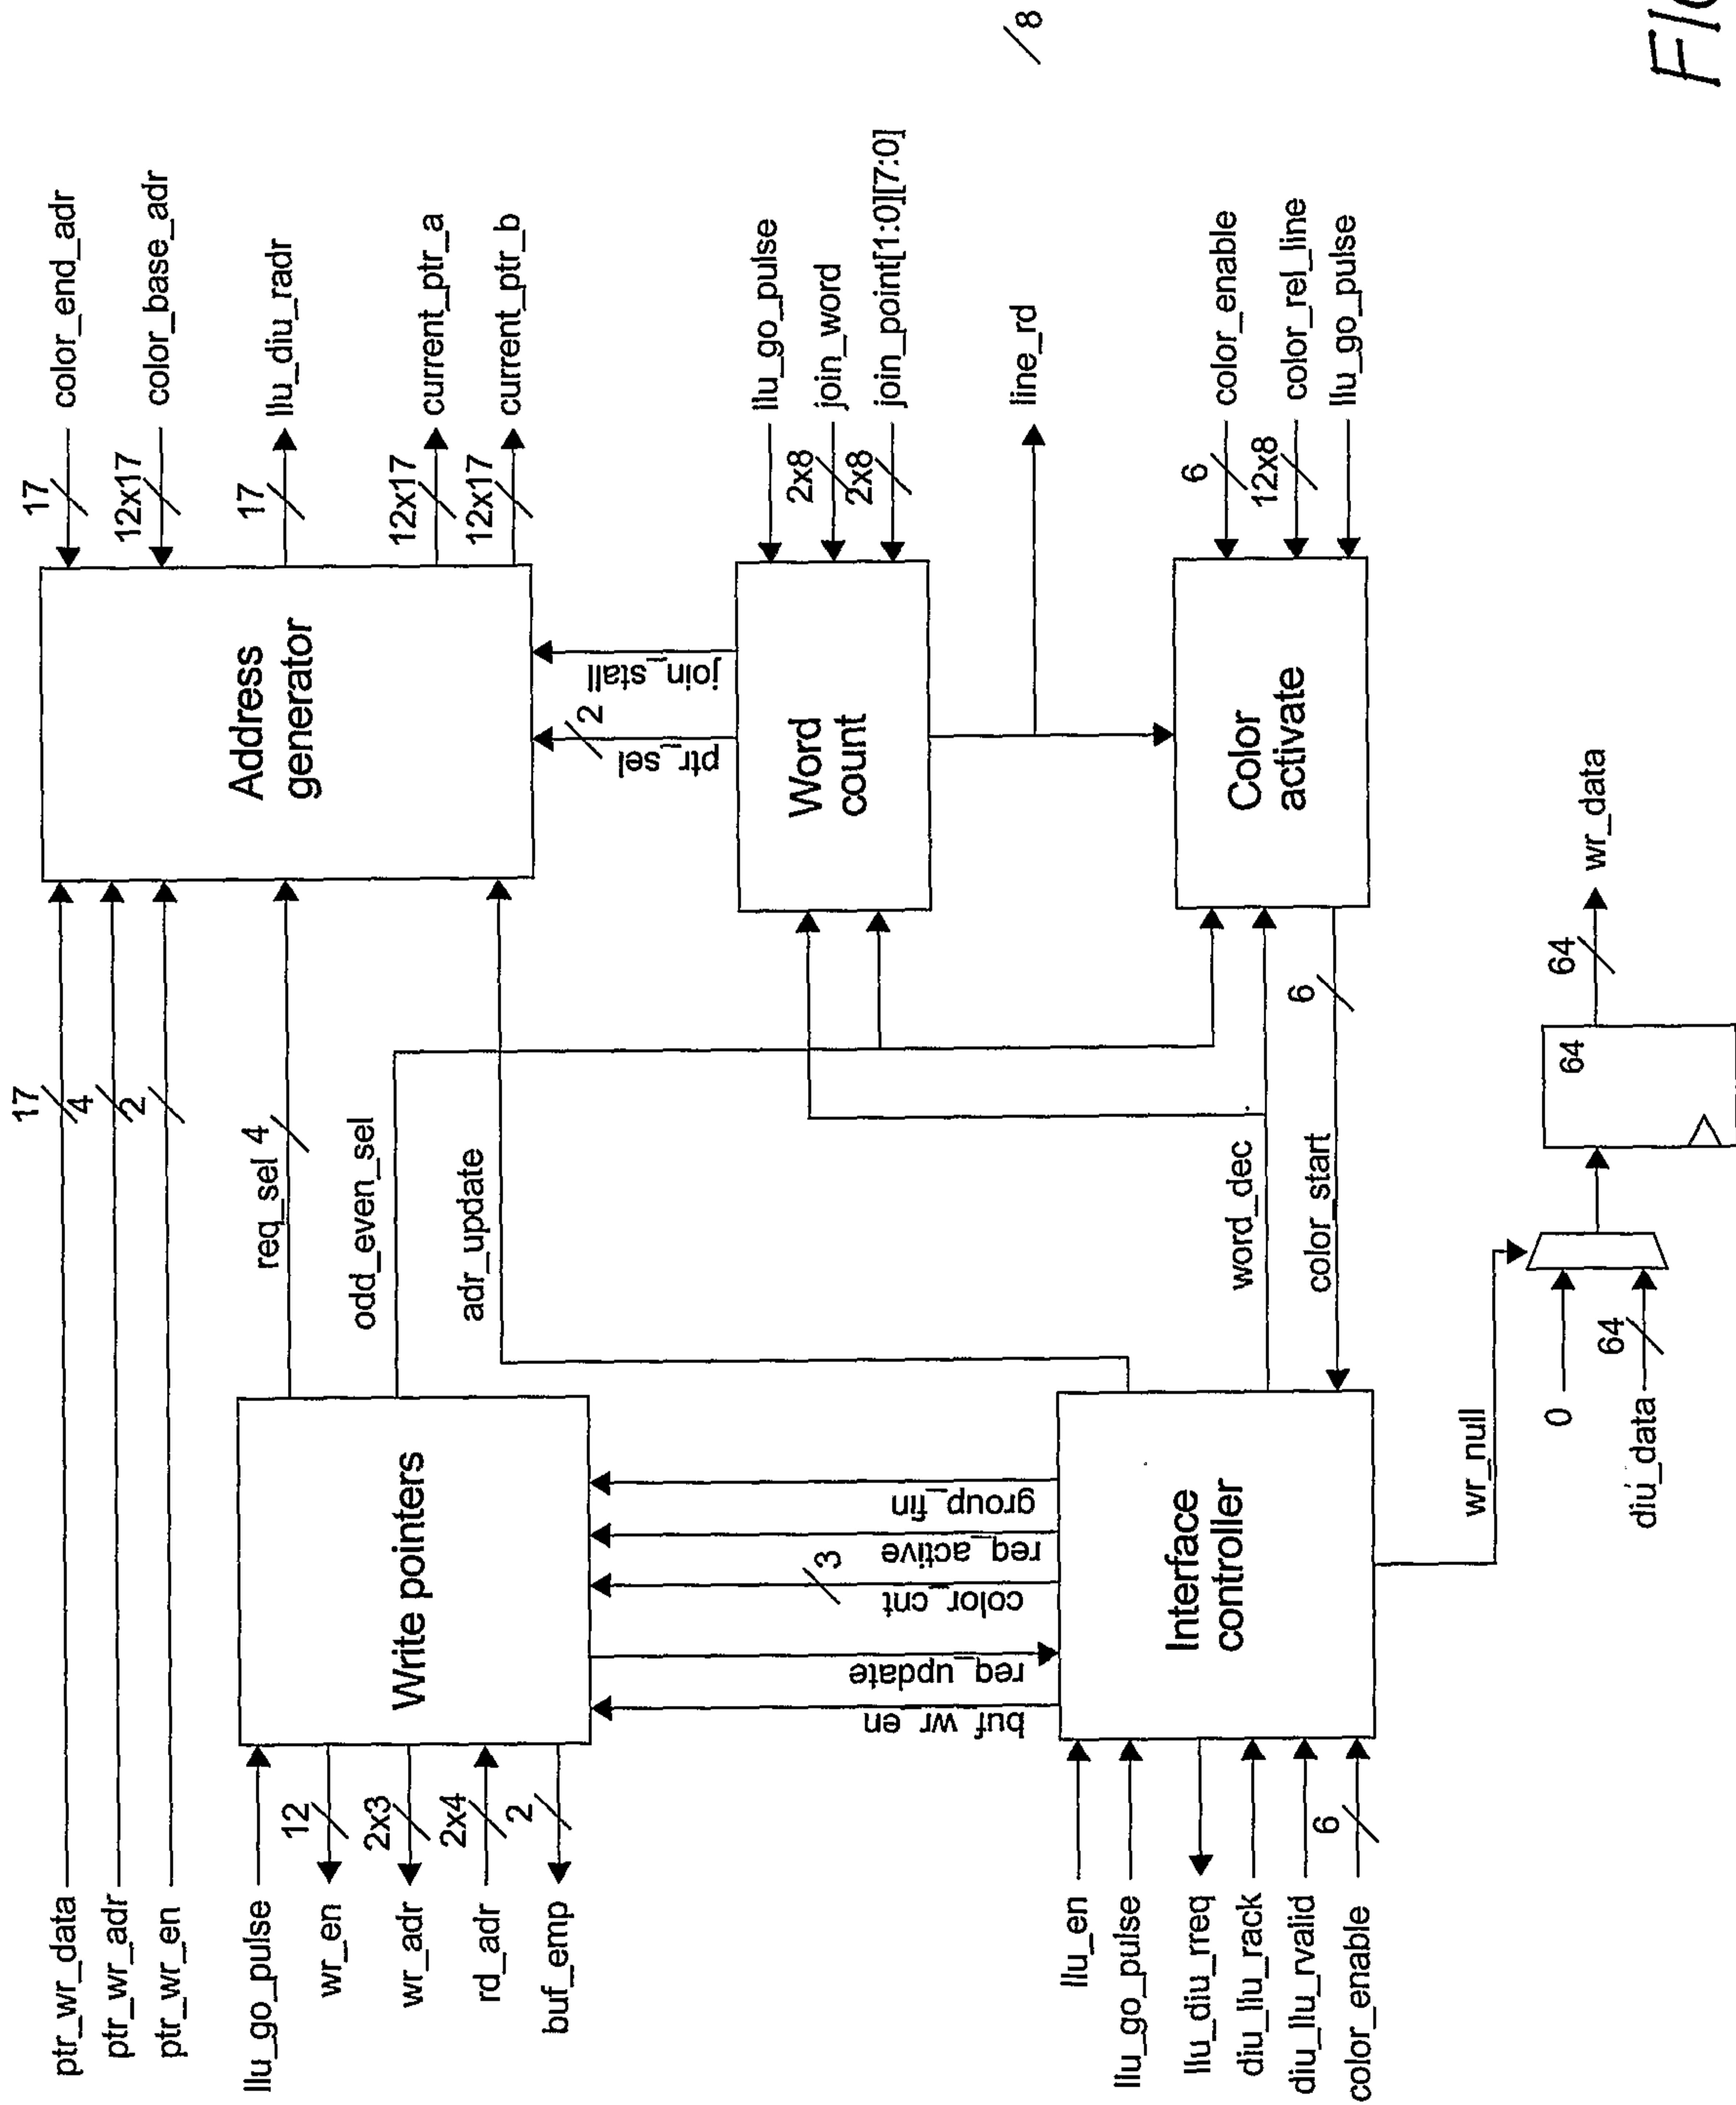 ptr_wr_data
17
ptr_wr_adr
4
ptr_wr_en
2
llu_go_pulse
wr_en
12
wr_adr
2x3
rd_adr
2x4
buf_emp
2
Write pointers
req_sel 4
odd_even_sel
adr_update
Address
generator
17
color_end_adr
12x17
color_base_adr
17
llu_diu_radr
12x17
current_ptr_a
12x17
current_ptr_b
buf_wr_en
req_update
color_cnt
3
req_active
group_fin
ptr_sel
2
join_stall
Word
count
llu_go_pulse
2x8
join_word
2x8
join_point[1:0][7:0]
line_rd
llu_en
llu_go_pulse
llu_diu_rreq
diu_llu_rack
diu_llu_rvalid
color_enable
6
Interface
controller
word_dec
color_start
6
Color
activate
6
color_enable
12x8
color_rel_line
llu_go_pulse
wr_null
0
diu_data
64
64
64
wr_data
/8